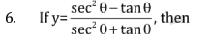 6. If y = (sec² θ – tan θ) / (sec² θ + tan θ), then